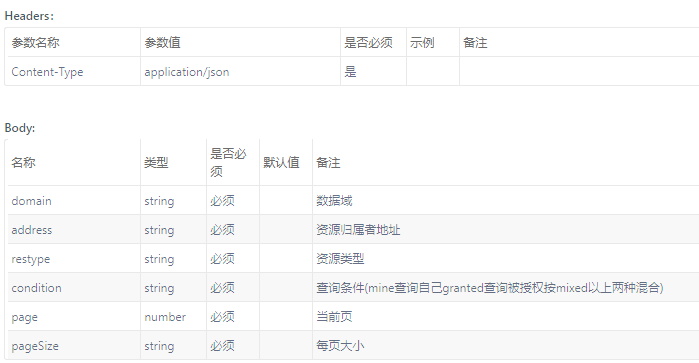 Headers:
参数名称 参数值 是否必须 示例 备注
Content-Type application/json 是
Body:
名称 类型 是否必须 默认值 备注
domain string 必须 数据域
address string 必须 资源归属者地址
restype string 必须 资源类型
condition string 必须 查询条件(mine查询自己granted查询被授权按mixed以上两种混合)
page number 必须 当前页
pageSize string 必须 每页大小